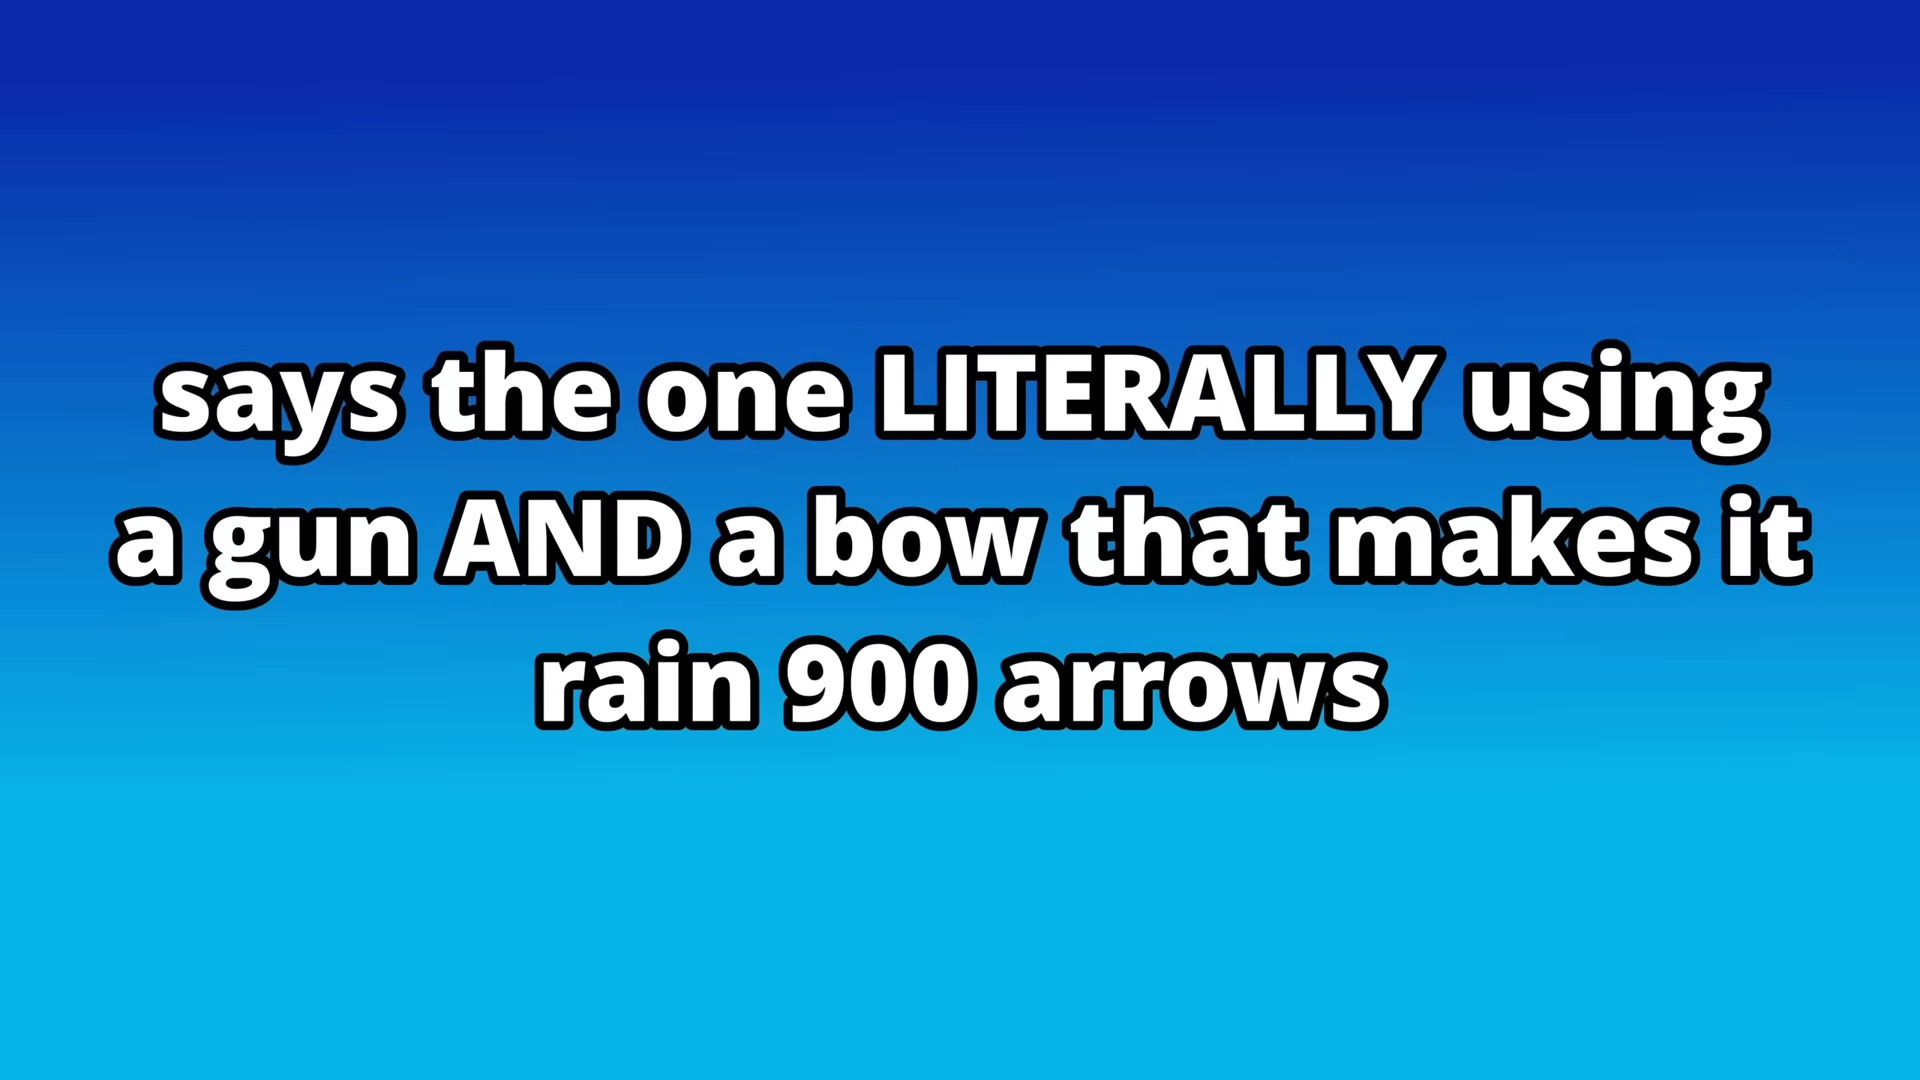 says the one LITERALLY using
a gun AND a bow that makes it
rain 900 arrows